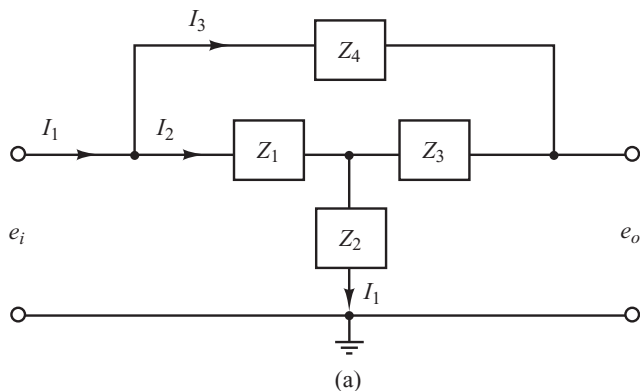 I₃
Z₄
I₁ I₂ Z₁ Z₃
eᵢ Z₂ eₒ
I₁
(a)